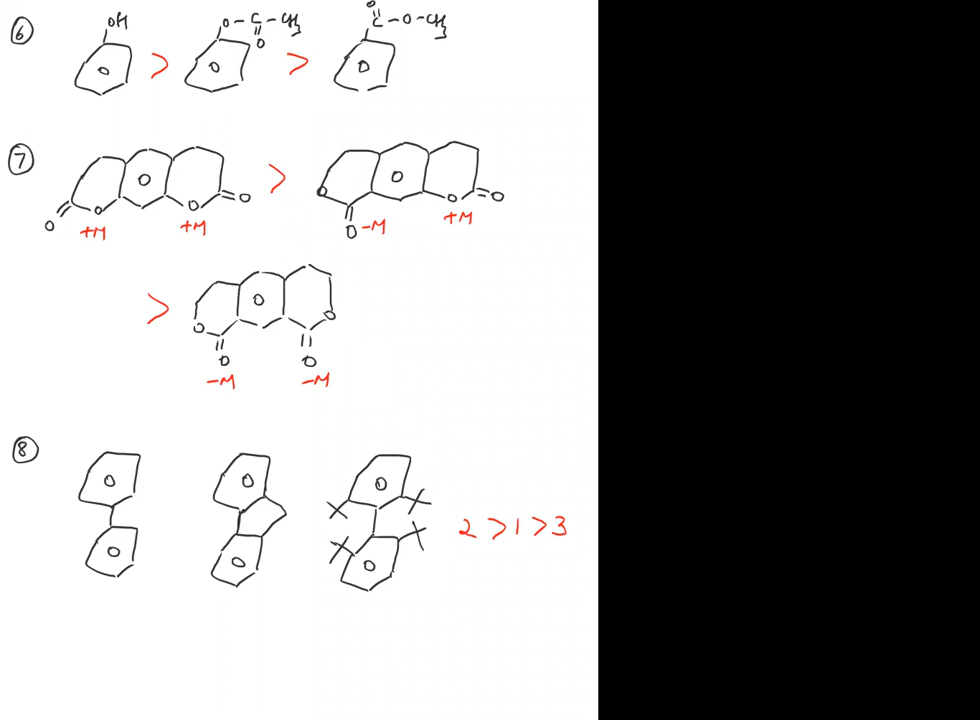 ⑥ OH > O-C-CH3 > C-O-CH3
O O
O O O
⑦ O > O
O O O O O O O O
+M +M -M +M
> O
O O
O O
-M -M
⑧ O O O
2 > 1 > 3
O O O